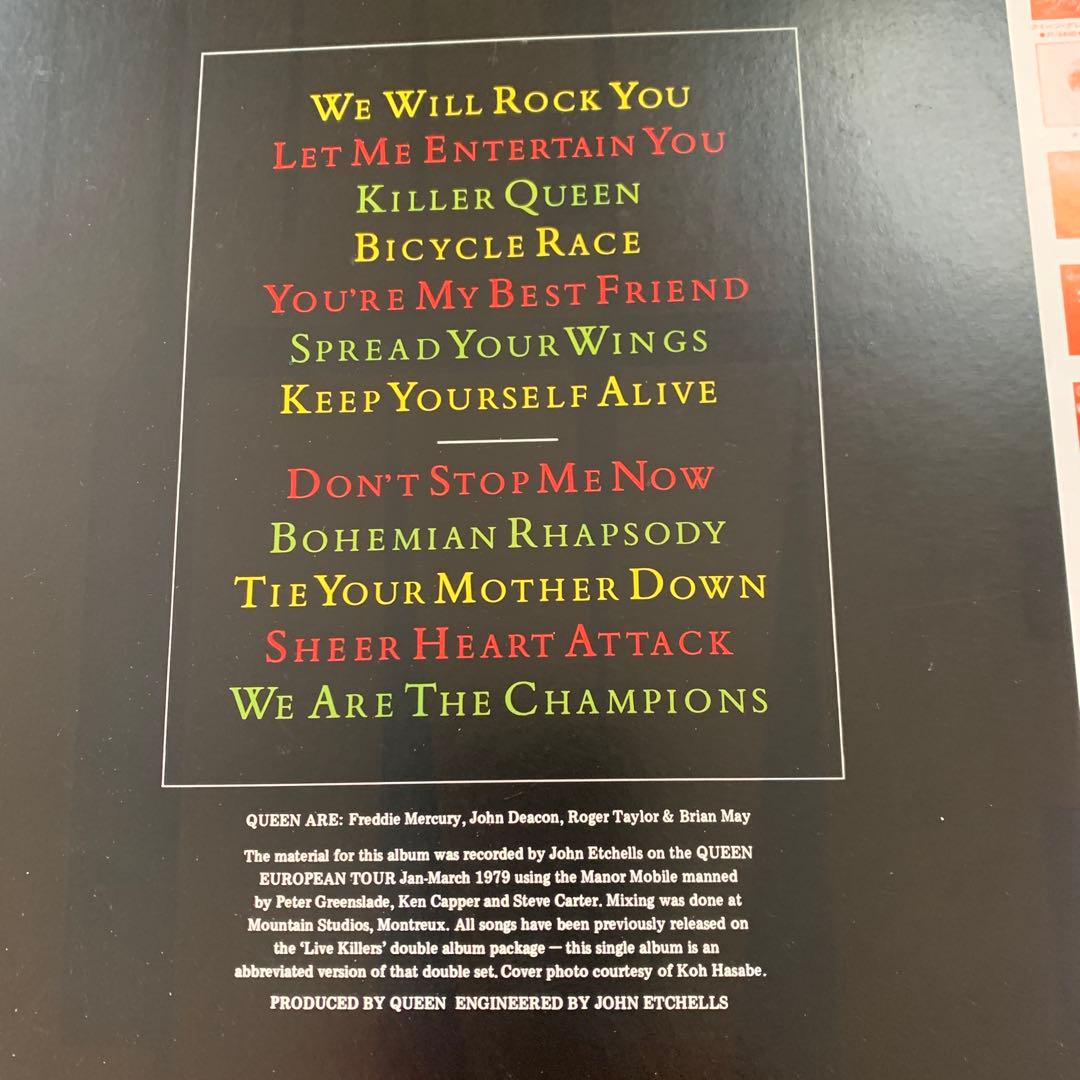 WE WILL ROCK YOU
LET ME ENTERTAIN YOU
KILLER QUEEN
BICYCLE RACE
YOU'RE MY BEST FRIEND
SPREAD YOUR WINGS
KEEP YOURSELF ALIVE
DON'T STOP ME NOW
BOHEMIAN RHAPSODY
TIE YOUR MOTHER DOWN
SHEER HEART ATTACK
WE ARE THE CHAMPIONS
QUEEN ARE: Freddie Mercury, John Deacon, Roger Taylor & Brian May
The material for this album was recorded by John Etchells on the QUEEN
EUROPEAN TOUR Jan-March 1979 using the Manor Mobile manned
by Peter Greenslade, Ken Capper and Steve Carter. Mixing was done at
Mountain Studios, Montreux. All songs have been previously released on
the 'Live Killers' double album package — this single album is an
abbreviated version of that double set. Cover photo courtesy of Koh Hasabe.
PRODUCED BY QUEEN ENGINEERED BY JOHN ETCHELLS